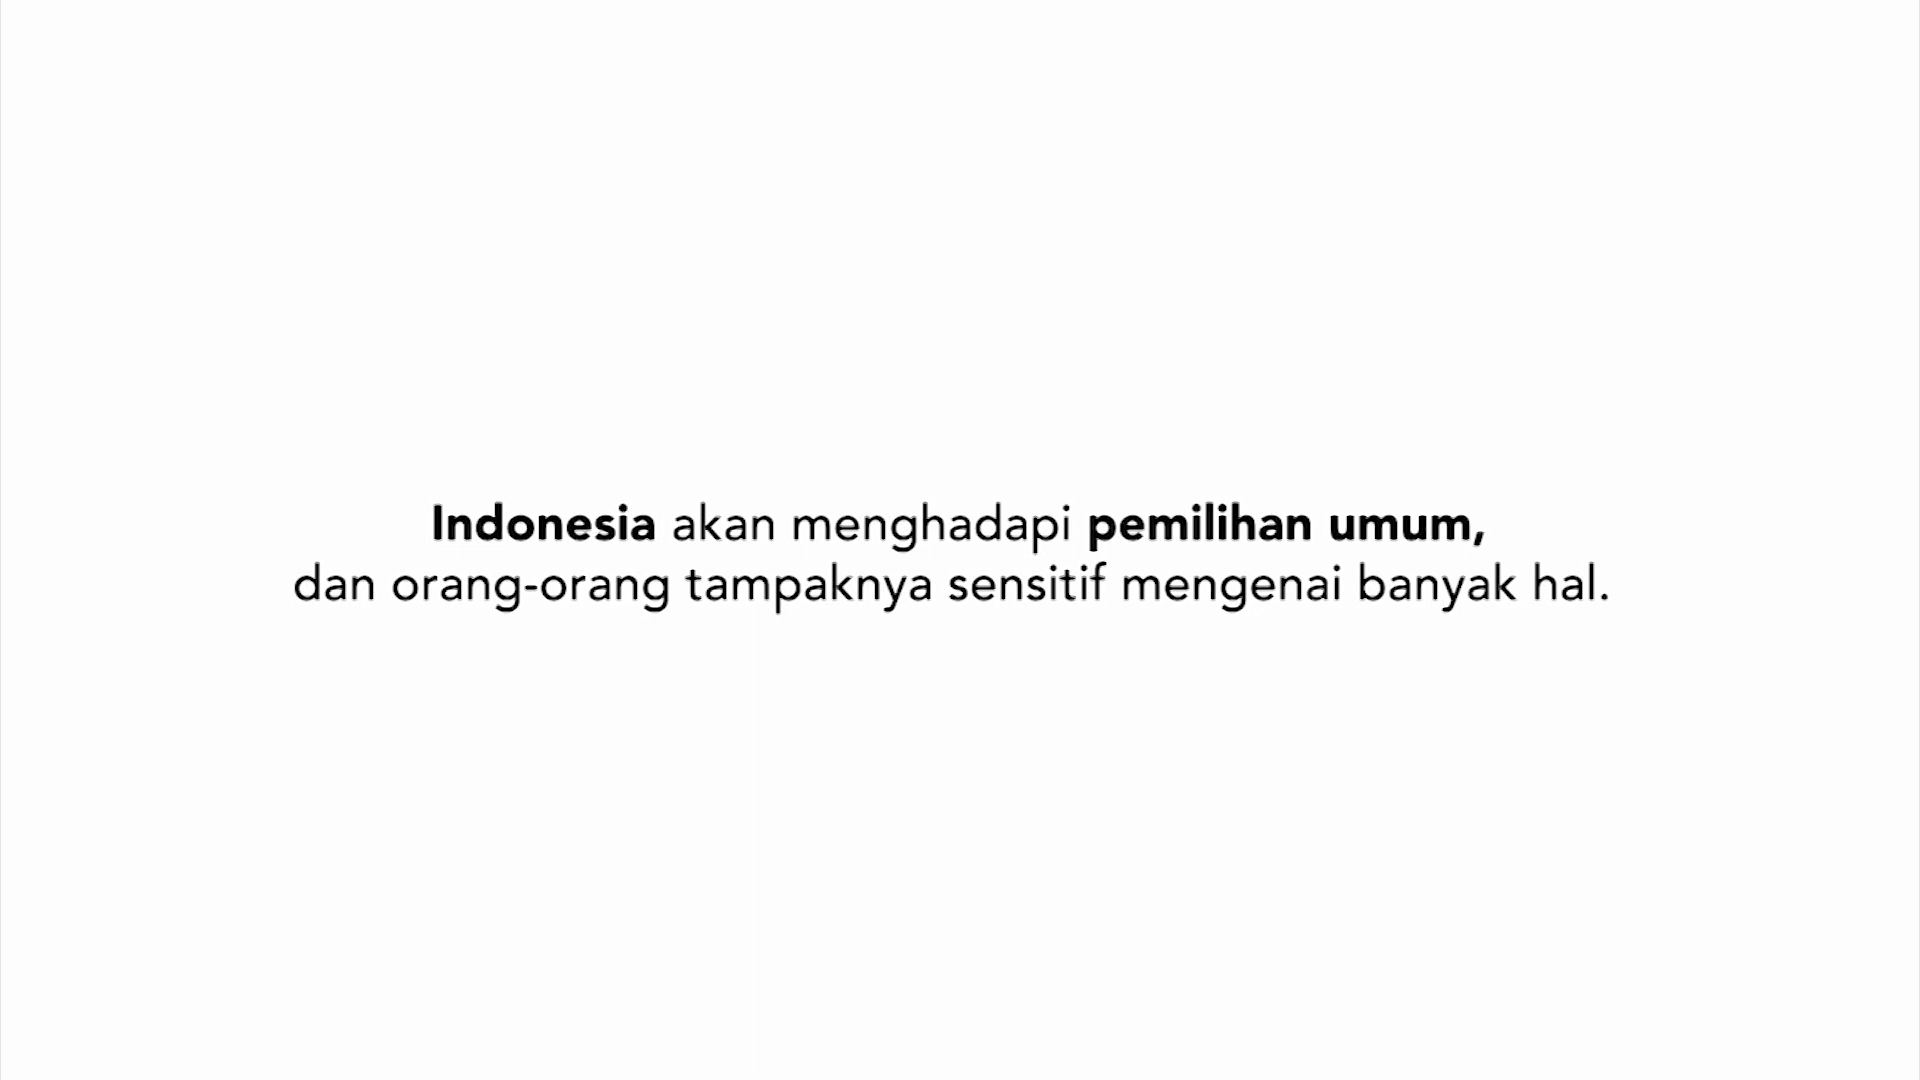 Indonesia akan menghadapi pemilihan umum,
dan orang-orang tampaknya sensitif mengenai banyak hal.